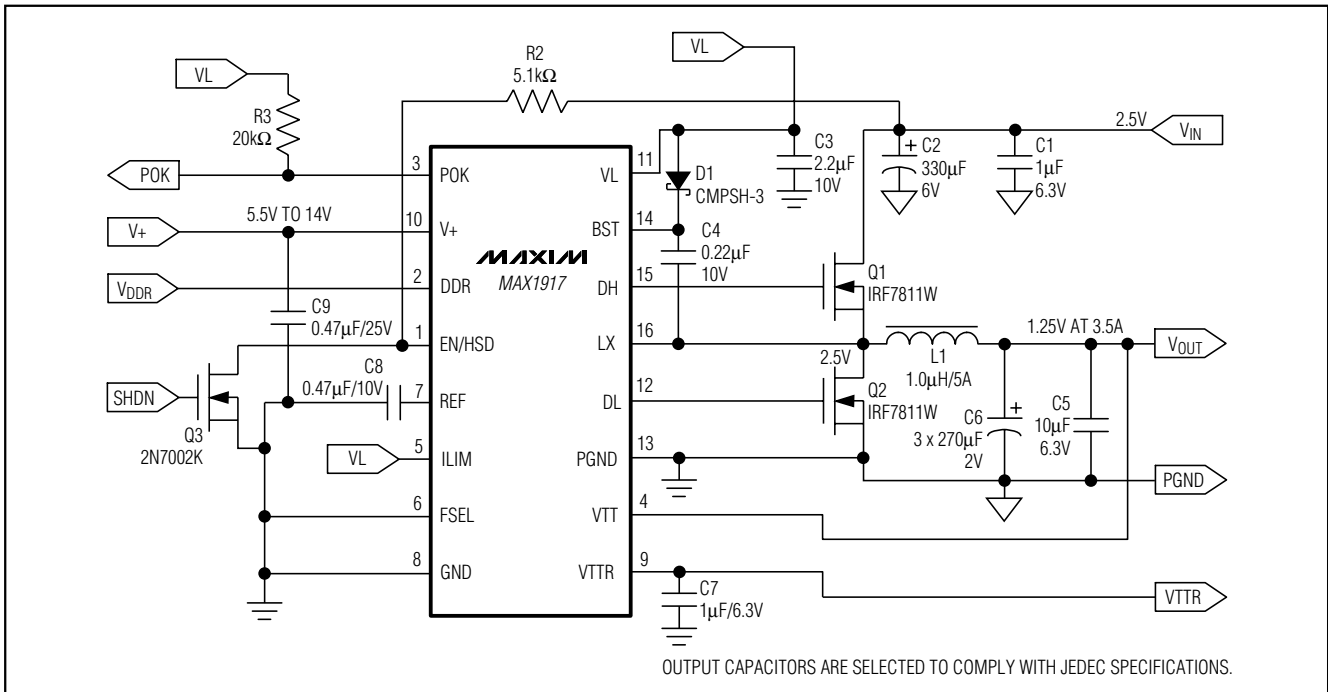 VL
R3
20kΩ
POK
V+
5.5V TO 14V
VDDR
C9
0.47µF/25V
SHDN
Q3
2N7002K
C8
0.47µF/10V
VL
R2
5.1kΩ
3
POK
10
V+
2
DDR
1
EN/HSD
7
REF
5
ILIM
6
FSEL
8
GND
MAXIM
MAX1917
11
VL
14
BST
15
DH
16
LX
12
DL
13
PGND
4
VTT
9
VTTR
VL
D1
CMPSH-3
C3
2.2µF
10V
C4
0.22µF
10V
C2
+
330µF
6V
C1
1µF
6.3V
2.5V
VIN
Q1
IRF7811W
2.5V
Q2
IRF7811W
L1
1.0µH/5A
1.25V AT 3.5A
VOUT
C6
+
3 x 270µF
2V
C5
10µF
6.3V
PGND
C7
1µF/6.3V
VTTR
OUTPUT CAPACITORS ARE SELECTED TO COMPLY WITH JEDEC SPECIFICATIONS.